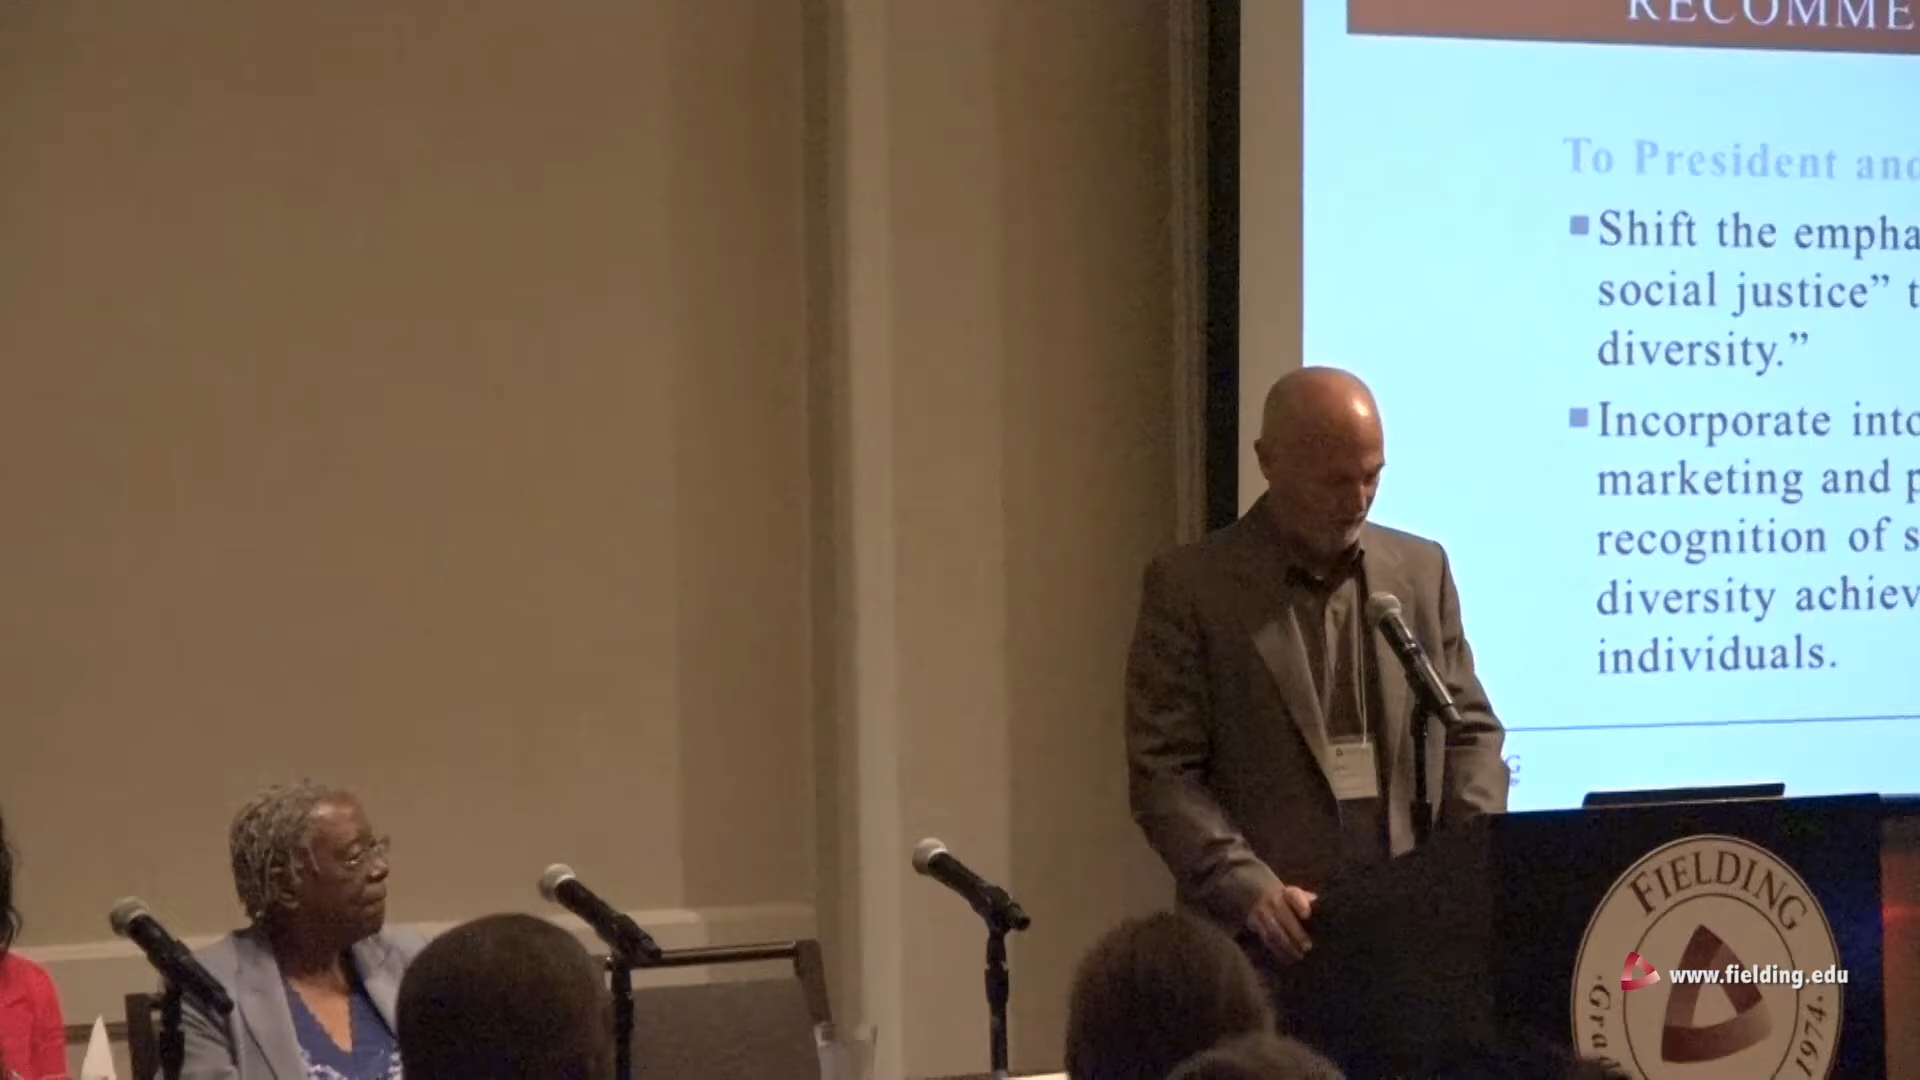 RECOMME
To President and
Shift the empha
social justice” t
diversity.”
Incorporate into
marketing and p
recognition of s
diversity achiev
individuals.
G
FIELDING
www.fielding.edu
·Grad
1974·